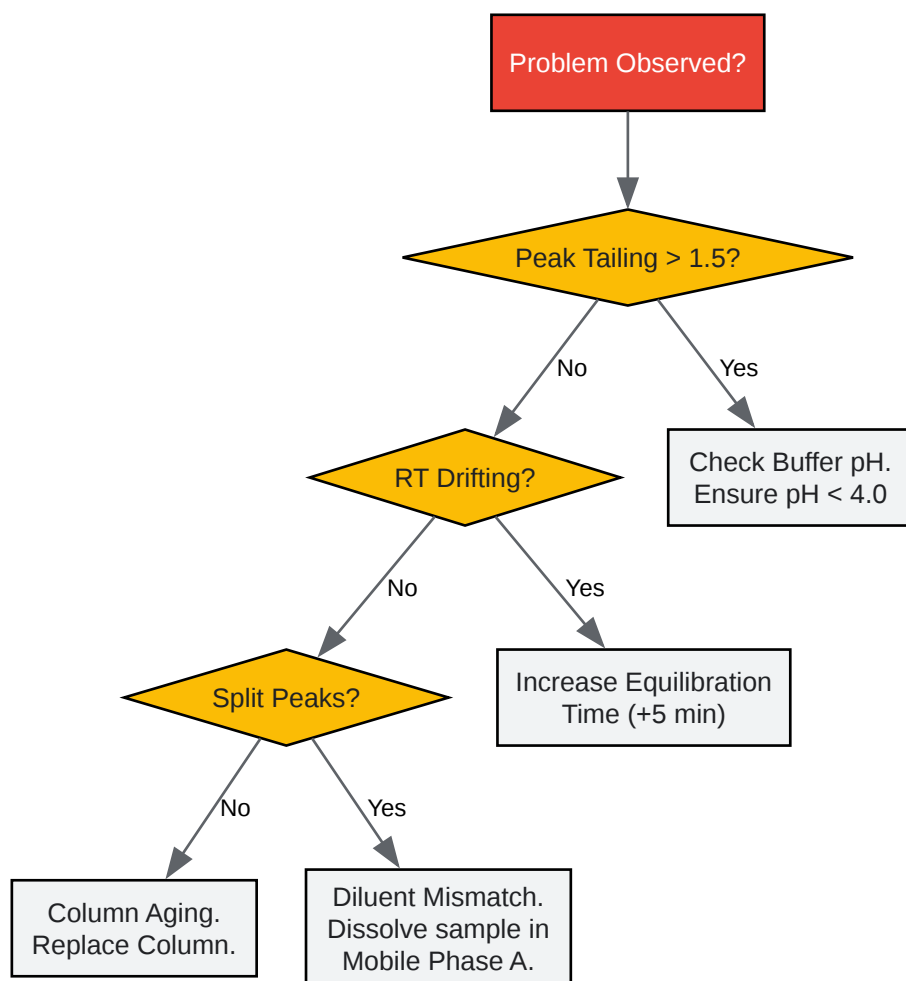 Problem Observed?
Peak Tailing > 1.5?
No
Yes
RT Drifting?
Check Buffer pH.
Ensure pH < 4.0
No
Yes
Split Peaks?
Increase Equilibration
Time (+5 min)
No
Yes
Column Aging.
Replace Column.
Diluent Mismatch.
Dissolve sample in
Mobile Phase A.